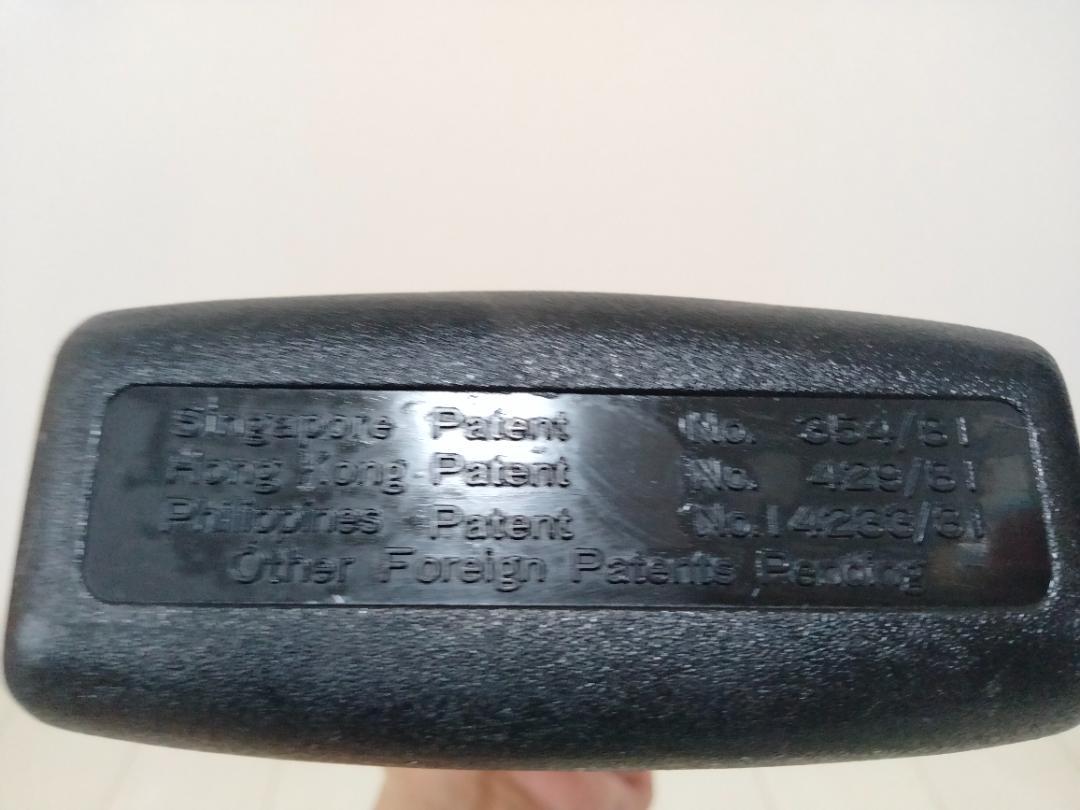 Singapore Patent No. 354/81
Hong Kong Patent No. 429/81
Philippines Patent No. 14233/81
Other Foreign Patents Pending